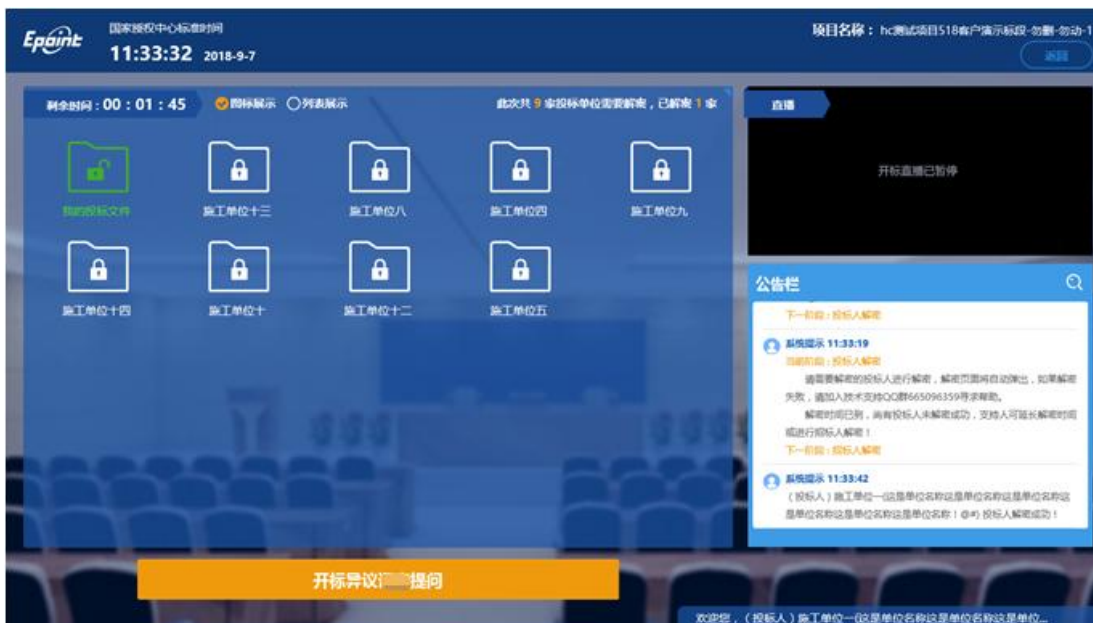 Epoint
国家授权中心标准时间
11:33:32 2018-9-7
项目名称：hc测试项目518客户演示标段-勿删-勿动-1
返回
剩余时间：00：01：45
图标展示 列表展示
此次共 9 家投标单位需要解密，已解密 1 家
直播
开标直播已暂停
我的投标文件
施工单位十三
施工单位八
施工单位四
施工单位九
施工单位十四
施工单位十
施工单位十二
施工单位五
公告栏
下一阶段：投标人解密
系统提示 11:33:19
当前阶段：投标人解密
请需要解密的投标人进行解密，解密页面将自动弹出，如果解密
失败，请加入技术支持QQ群665096359寻求帮助。
解密时间已到，尚有投标人未解密成功，支持人可延长解密时间
或进行招标人解密！
下一阶段：招标人解密
系统提示 11:33:42
（投标人）施工单位一(这是单位名称这是单位名称这是单位名称这
是单位名称这是单位名称这是单位名称！@#) 投标人解密成功！
开标异议 提问
欢迎您，（投标人）施工单位一(这是单位名称这是单位名称这是单位...